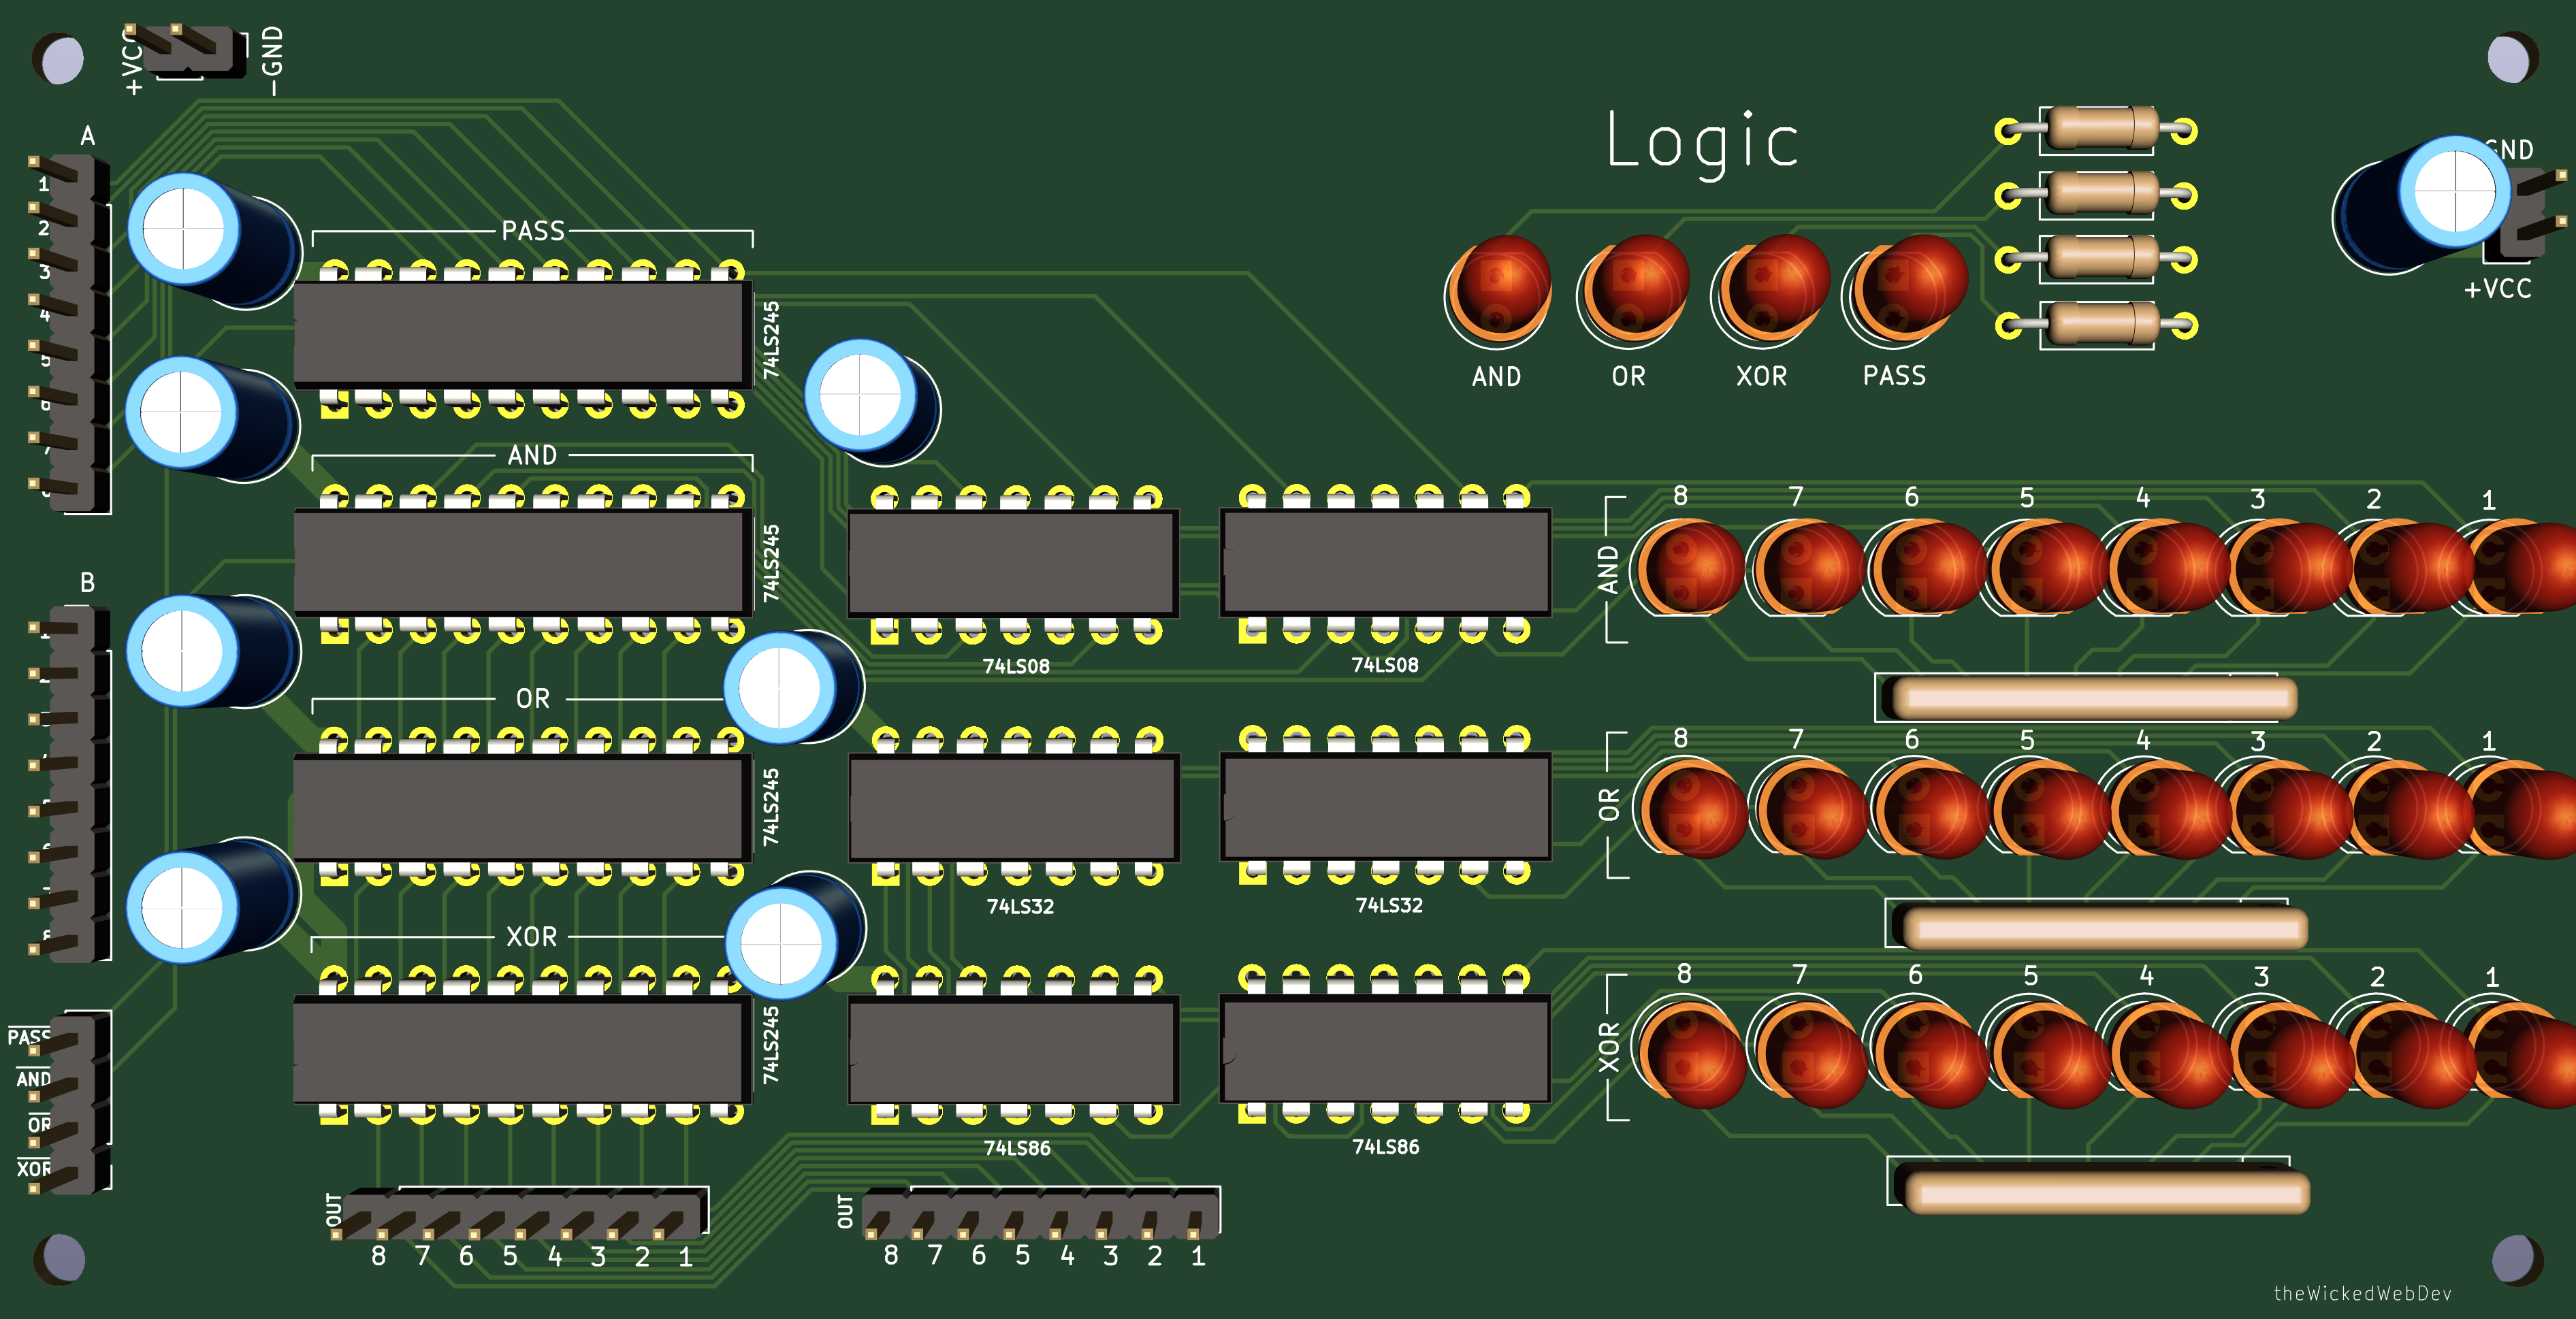 +VCC
-GND
A
1
2
3
4
5
6
7
PASS
74LS245
Logic
AND OR XOR PASS
GND
+VCC
AND
74LS245
74LS08
74LS08
AND
8 7 6 5 4 3 2 1
B
OR
74LS245
74LS32
74LS32
OR
8 7 6 5 4 3 2 1
XOR
74LS245
74LS86
74LS86
XOR
8 7 6 5 4 3 2 1
PASS
AND
OR
XOR
OUT
8 7 6 5 4 3 2 1
OUT
8 7 6 5 4 3 2 1
theWickedWebDev